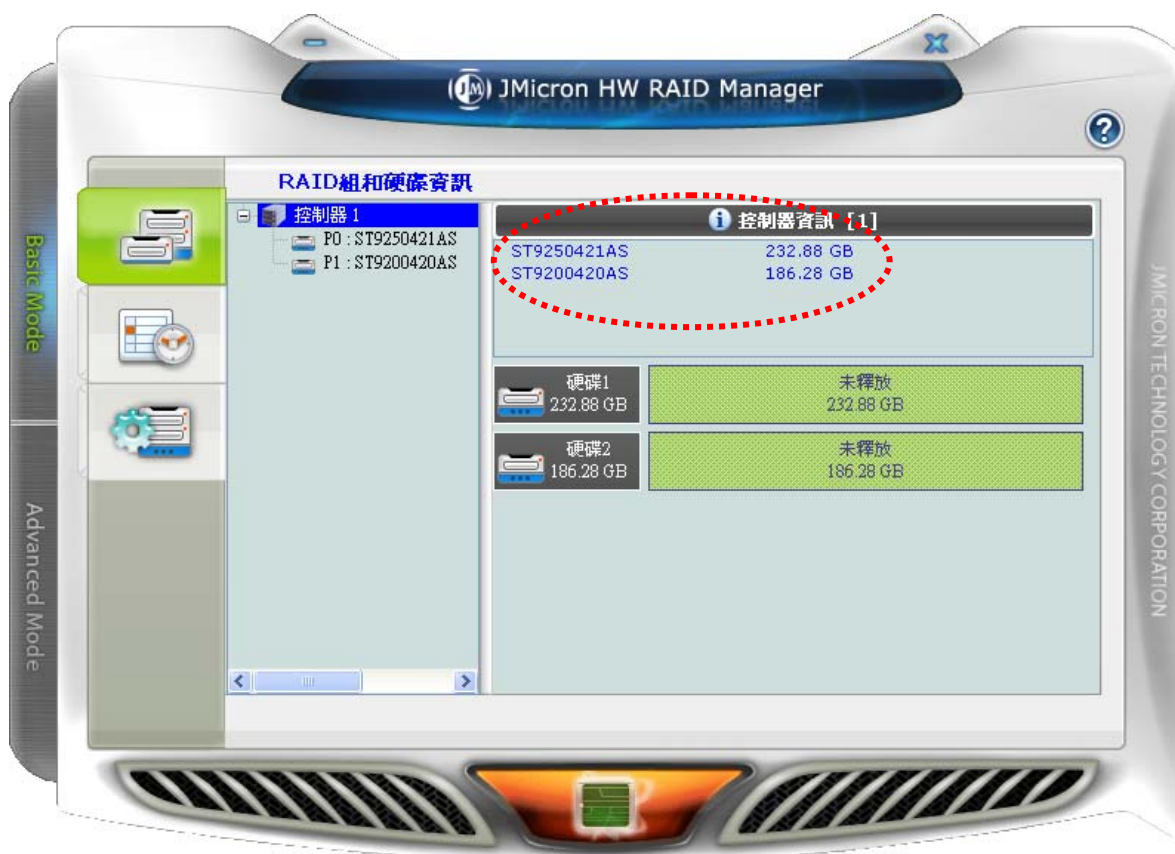 JMicron HW RAID Manager
RAID組和硬碟資訊
控制器 1
P0 : ST9250421AS
P1 : ST9200420AS
控制器資訊 [1]
ST9250421AS 232.88 GB
ST9200420AS 186.28 GB
硬碟1
232.88 GB
未釋放
232.88 GB
硬碟2
186.28 GB
未釋放
186.28 GB
Basic Mode
Advanced Mode
JMICRON TECHNOLOGY CORPORATION